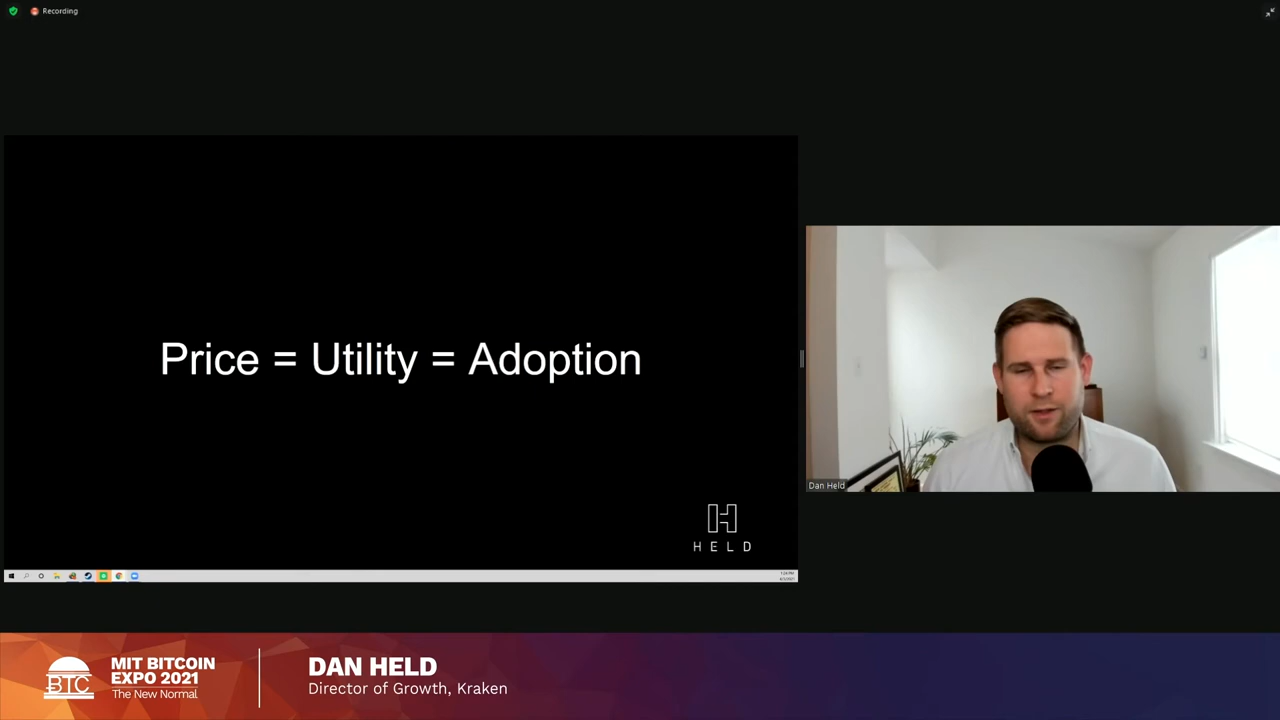 Recording
Price = Utility = Adoption
HELD
Dan Held
BTC
MIT BITCOIN
EXPO 2021
The New Normal
DAN HELD
Director of Growth, Kraken